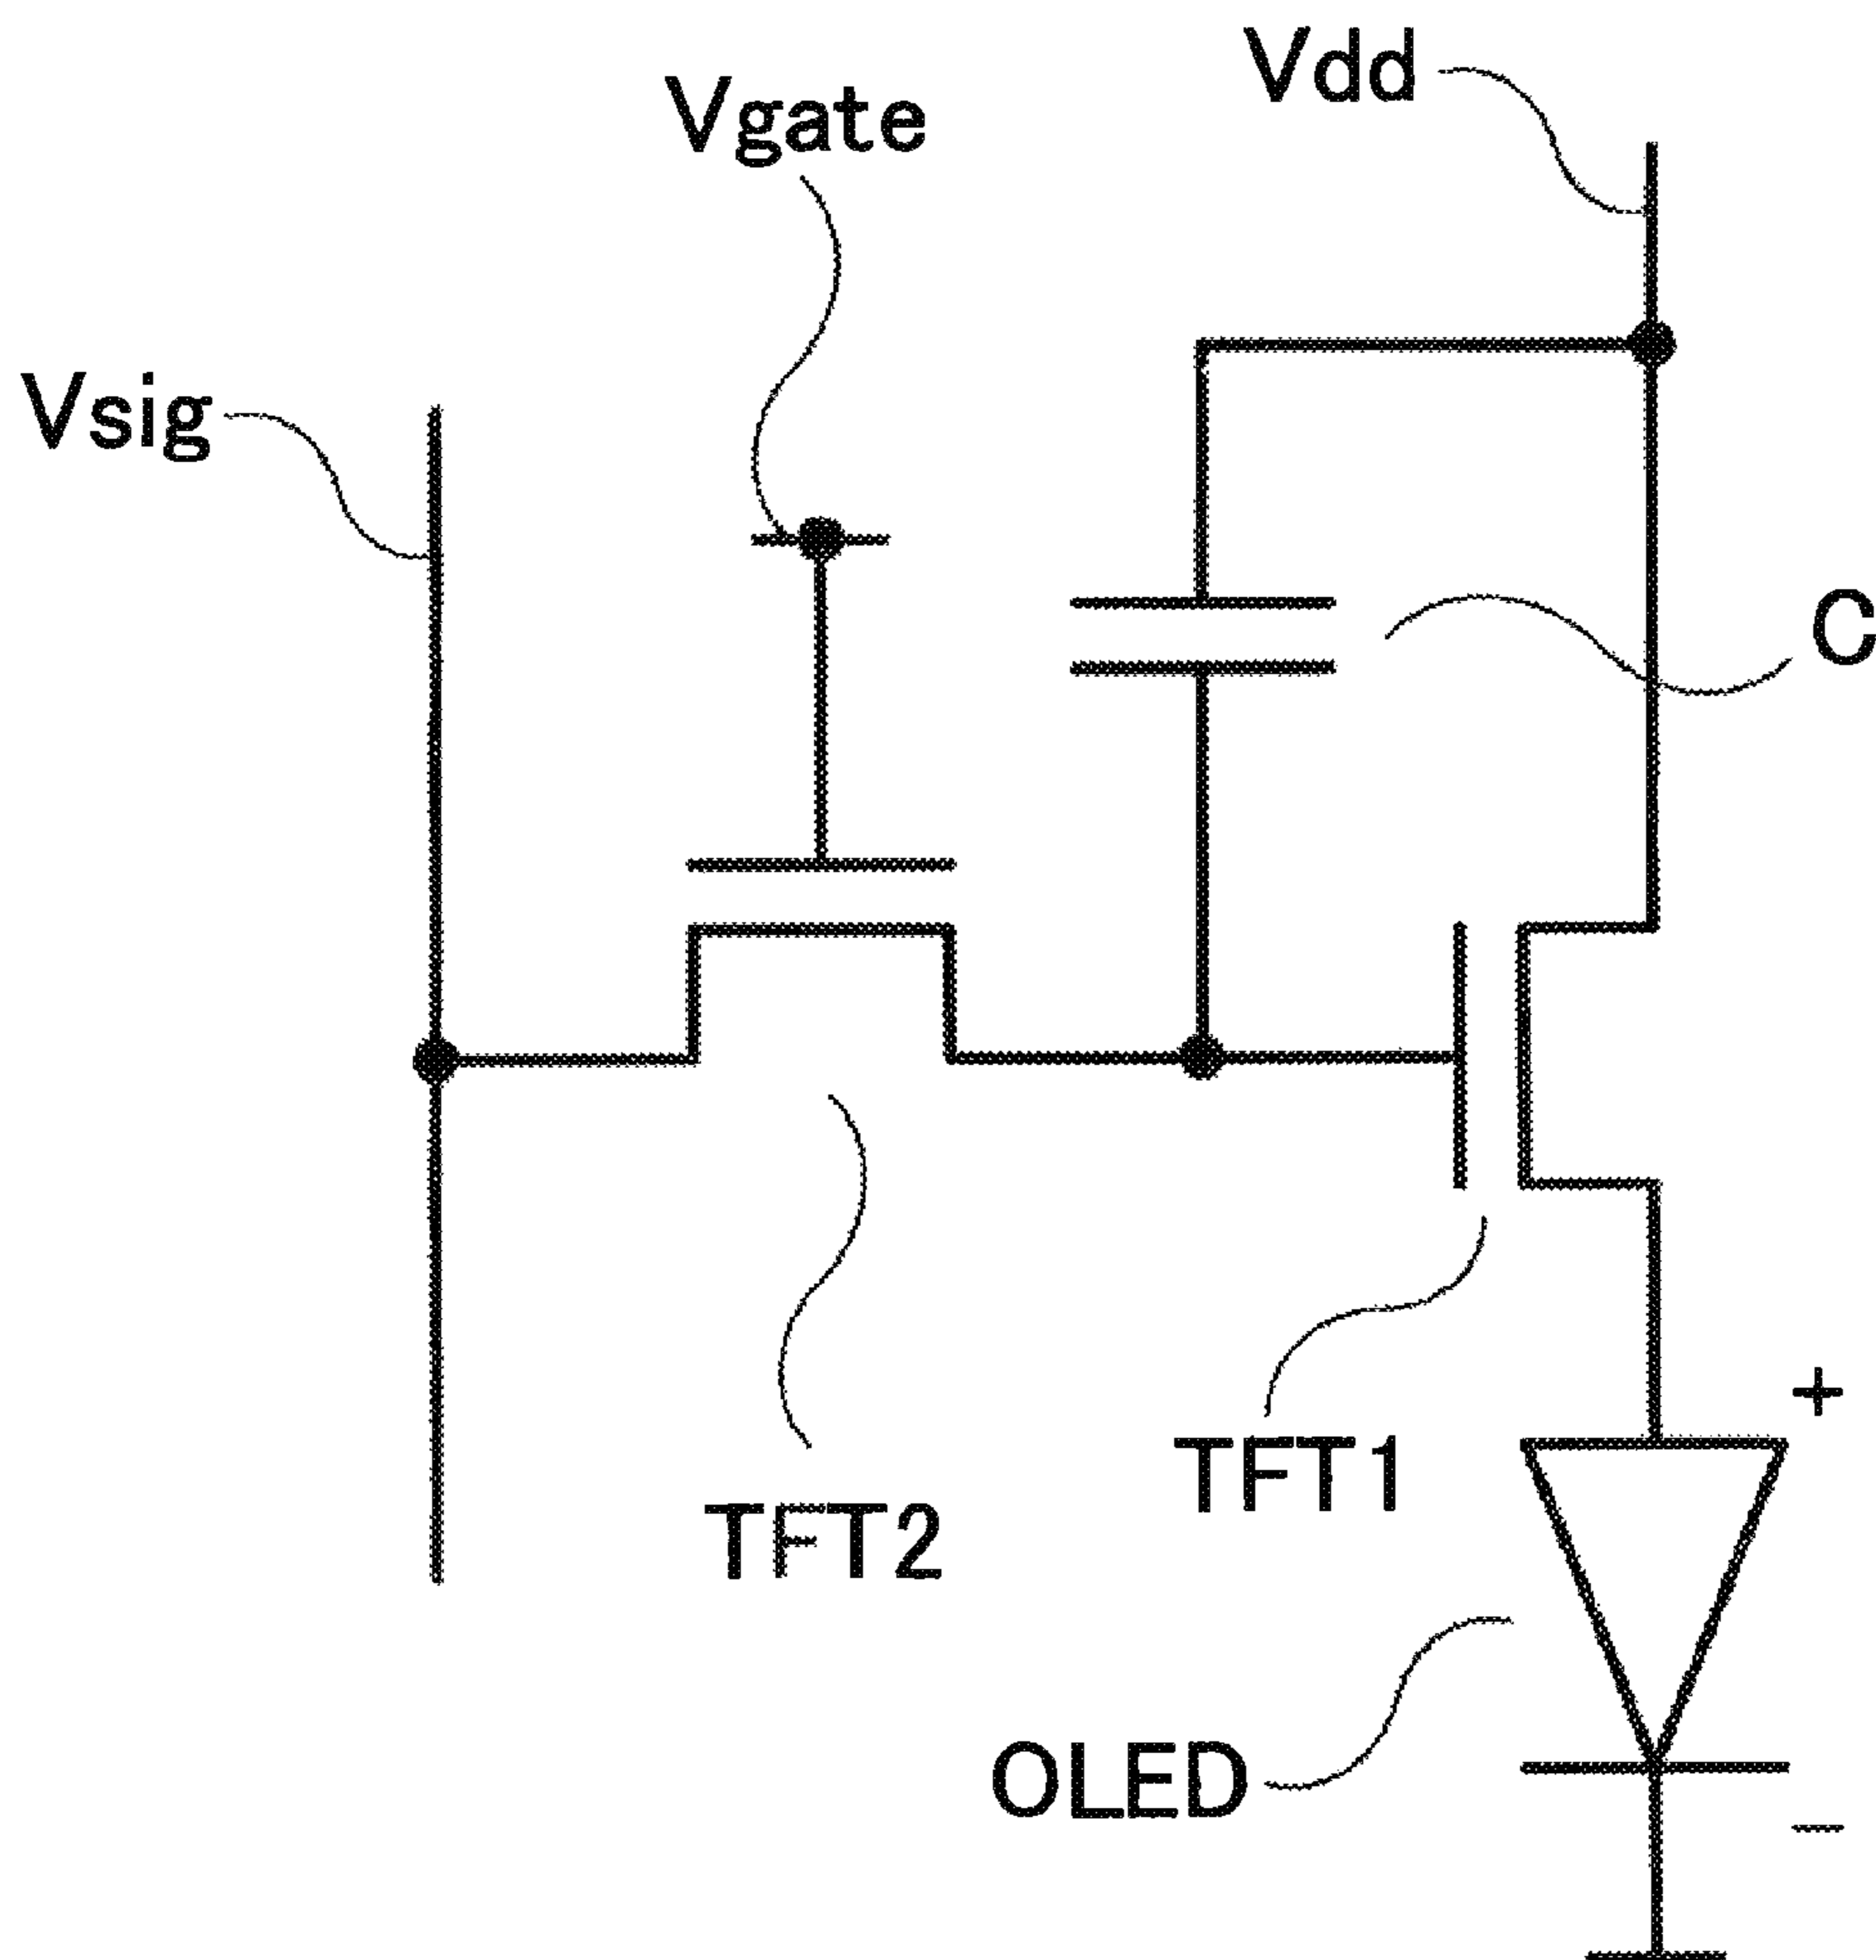 Vdd
Vgate
Vsig
C
+
TFT1
TFT2
OLED
−